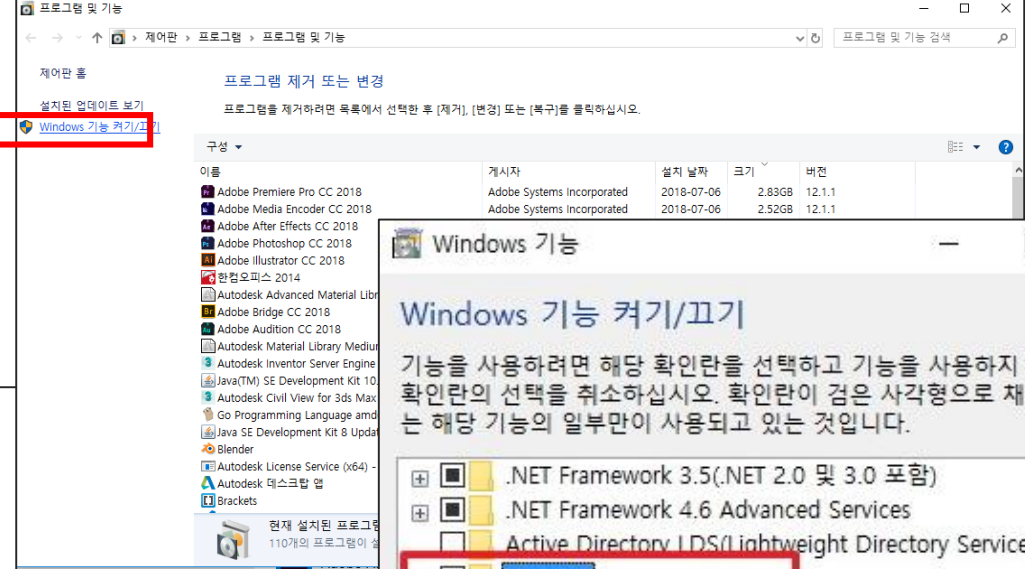 프로그램 및 기능
제어판 › 프로그램 › 프로그램 및 기능
프로그램 및 기능 검색
제어판 홈
설치된 업데이트 보기
Windows 기능 켜기/끄기
프로그램 제거 또는 변경
프로그램을 제거하려면 목록에서 선택한 후 [제거], [변경] 또는 [복구]를 클릭하십시오.
구성
이름 게시자 설치 날짜 크기 버전
Adobe Premiere Pro CC 2018 Adobe Systems Incorporated 2018-07-06 2.83GB 12.1.1
Adobe Media Encoder CC 2018 Adobe Systems Incorporated 2018-07-06 2.52GB 12.1.1
Adobe After Effects CC 2018
Adobe Photoshop CC 2018
Adobe Illustrator CC 2018
한컴오피스 2014
Autodesk Advanced Material Libr
Adobe Bridge CC 2018
Adobe Audition CC 2018
Autodesk Material Library Mediur
Autodesk Inventor Server Engine
Java(TM) SE Development Kit 10.
Autodesk Civil View for 3ds Max
Go Programming Language amd
Java SE Development Kit 8 Updat
Blender
Autodesk License Service (x64) -
Autodesk 데스크탑 앱
Brackets
현재 설치된 프로그램
110개의 프로그램이 설
Windows 기능
Windows 기능 켜기/끄기
기능을 사용하려면 해당 확인란을 선택하고 기능을 사용하지
확인란의 선택을 취소하십시오. 확인란이 검은 사각형으로 채
는 해당 기능의 일부만이 사용되고 있는 것입니다.
.NET Framework 3.5(.NET 2.0 및 3.0 포함)
.NET Framework 4.6 Advanced Services
Active Directory LDS(Lightweight Directory Service